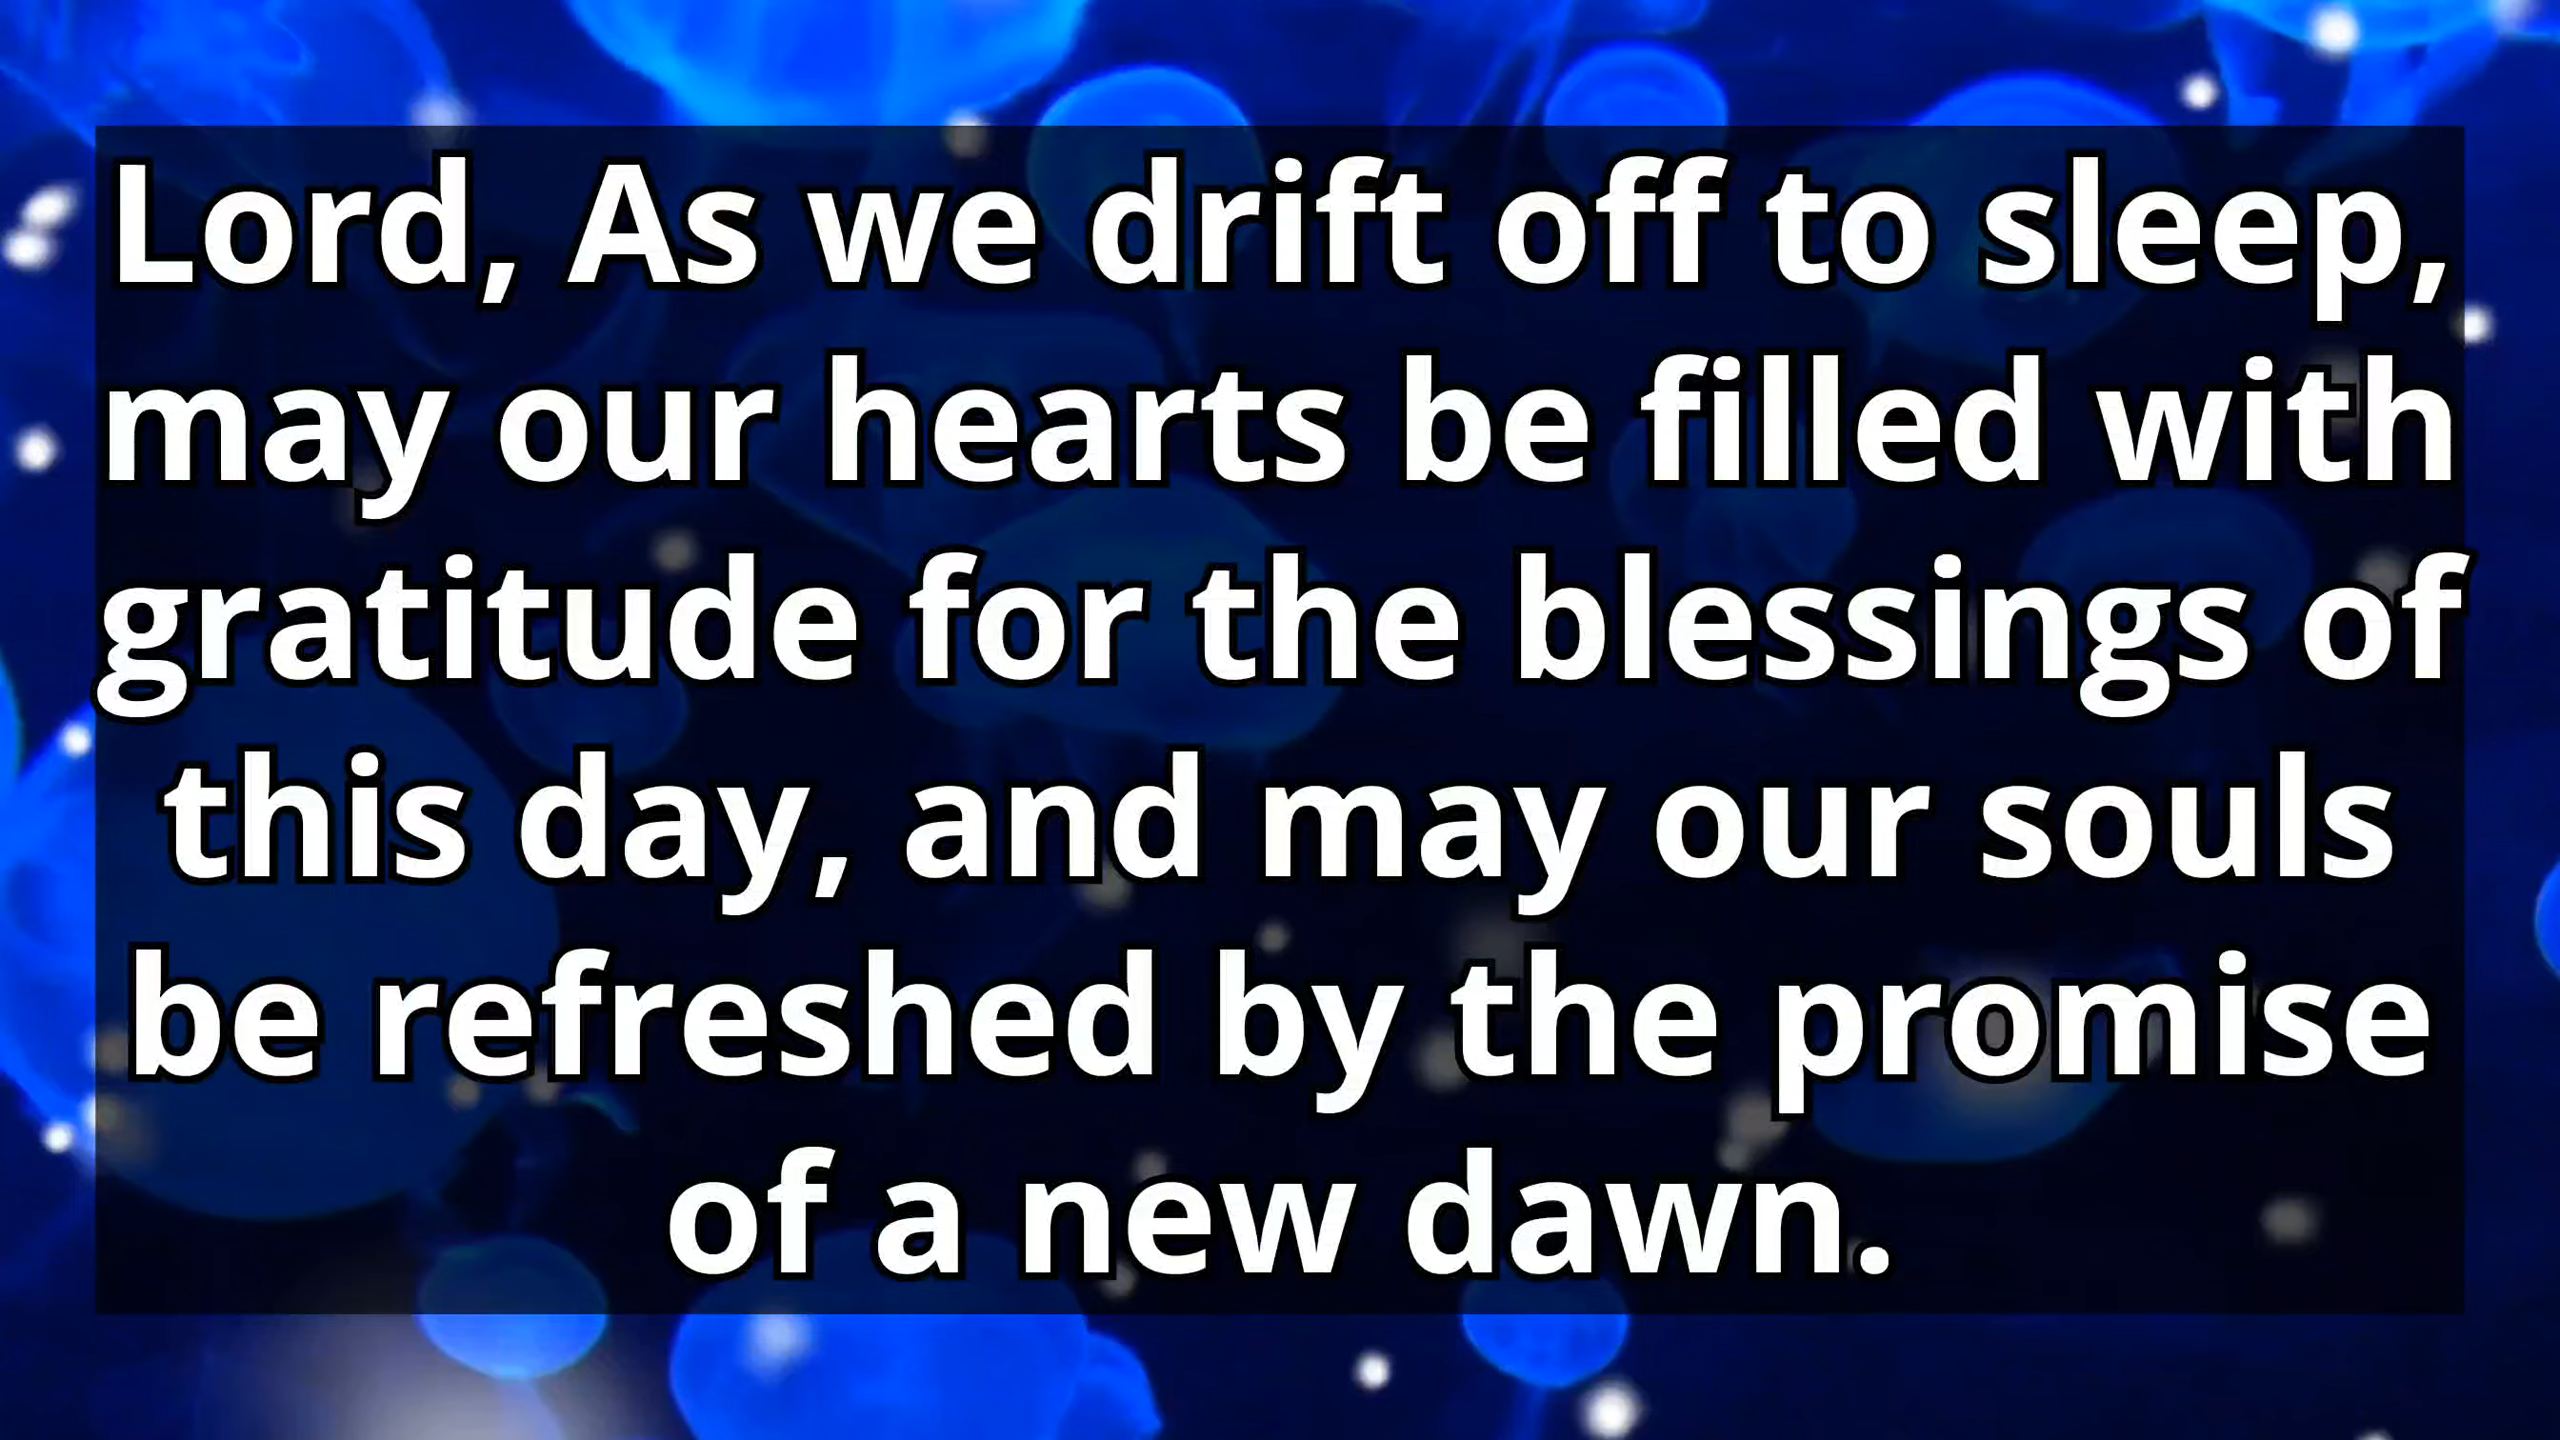 Lord, As we drift off to sleep,
may our hearts be filled with
gratitude for the blessings of
this day, and may our souls
be refreshed by the promise
of a new dawn.